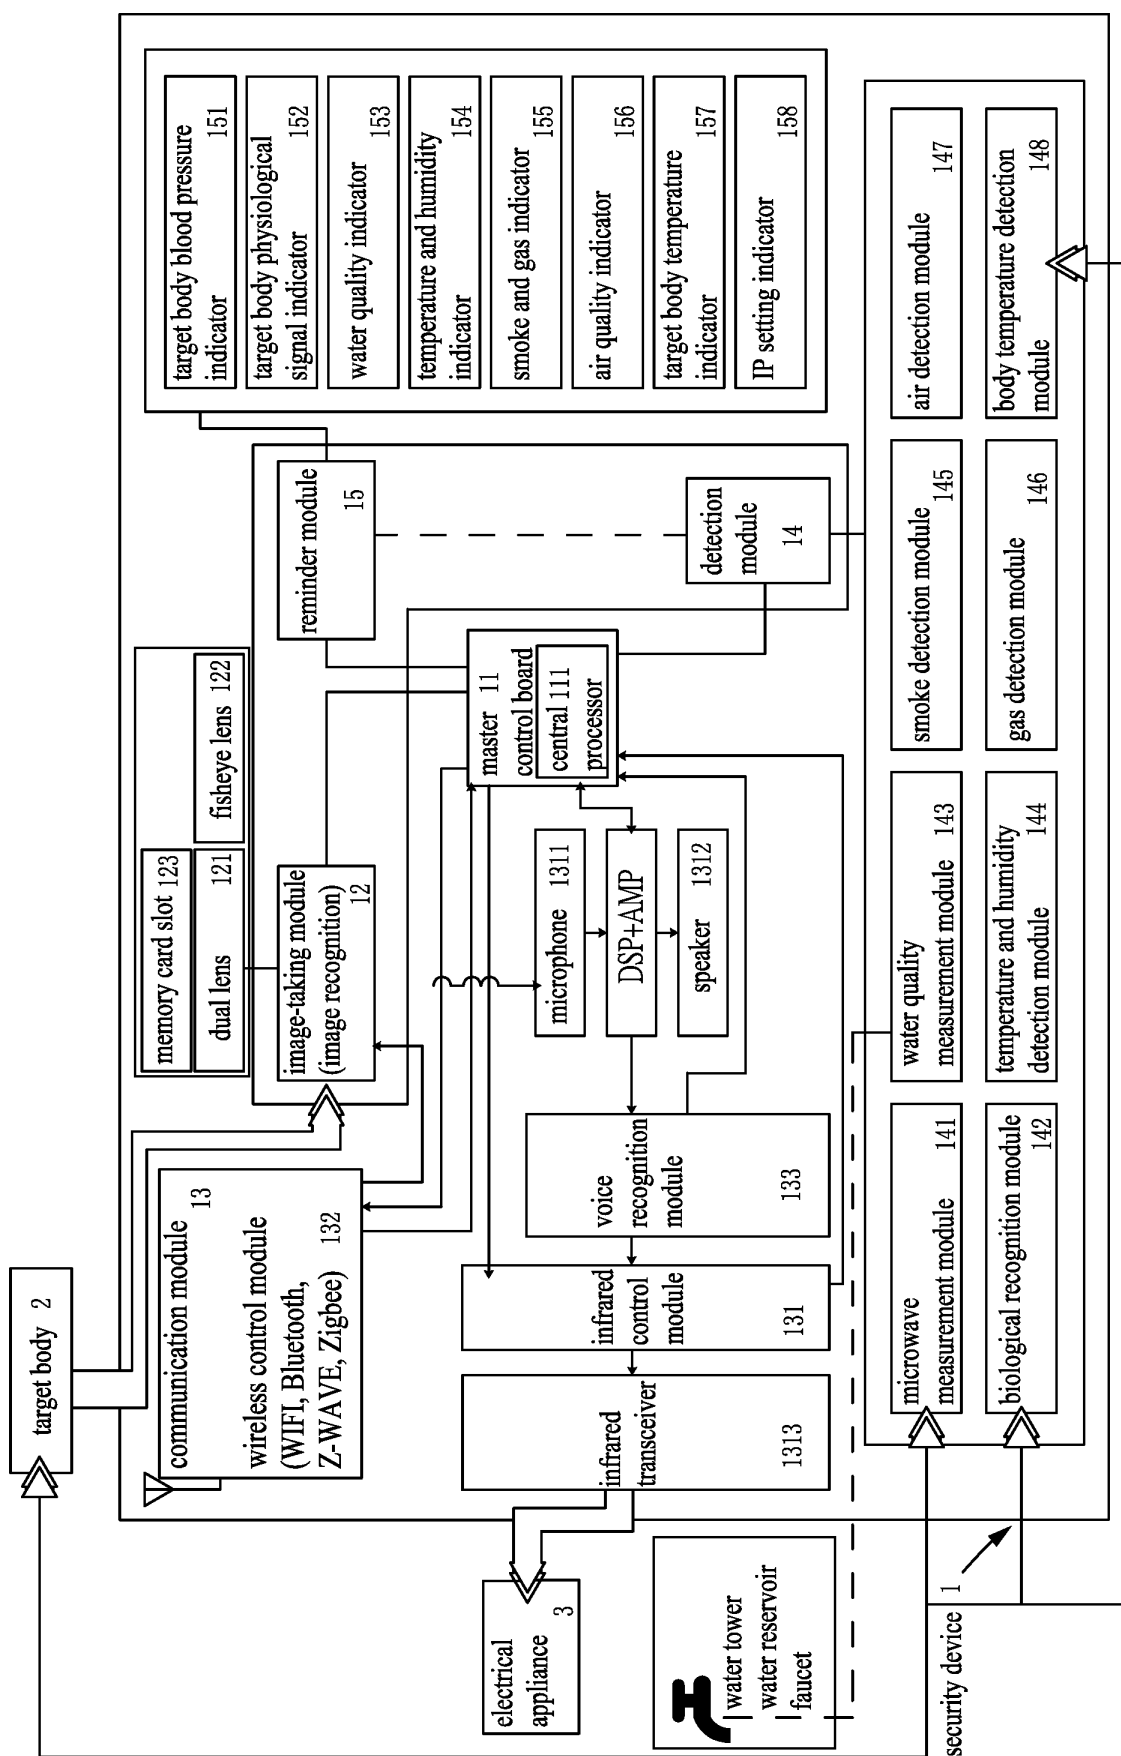 target body 2
communication module
13
wireless control module
(WIFI, Bluetooth, 132
Z-WAVE, Zigbee)
memory card slot 123
dual lens 121
fisheye lens 122
image-taking module
(image recognition)
12
reminder module
15
target body blood pressure
indicator 151
target body physiological
signal indicator 152
water quality indicator
153
temperature and humidity
indicator 154
smoke and gas indicator
155
air quality indicator
156
target body temperature
indicator 157
IP setting indicator
158
master 11
control board
central 111
processor
detection
module
14
microphone 1311
DSP+AMP
speaker 1312
voice
recognition
module
133
infrared
control
module
131
infrared
transceiver
1313
electrical
appliance 3
water tower
water reservoir
faucet
microwave
measurement module
141
biological recognition module
142
water quality
measurement module
143
temperature and humidity
detection module 144
smoke detection module
145
gas detection module
146
air detection module
147
body temperature detection
module 148
security device 1